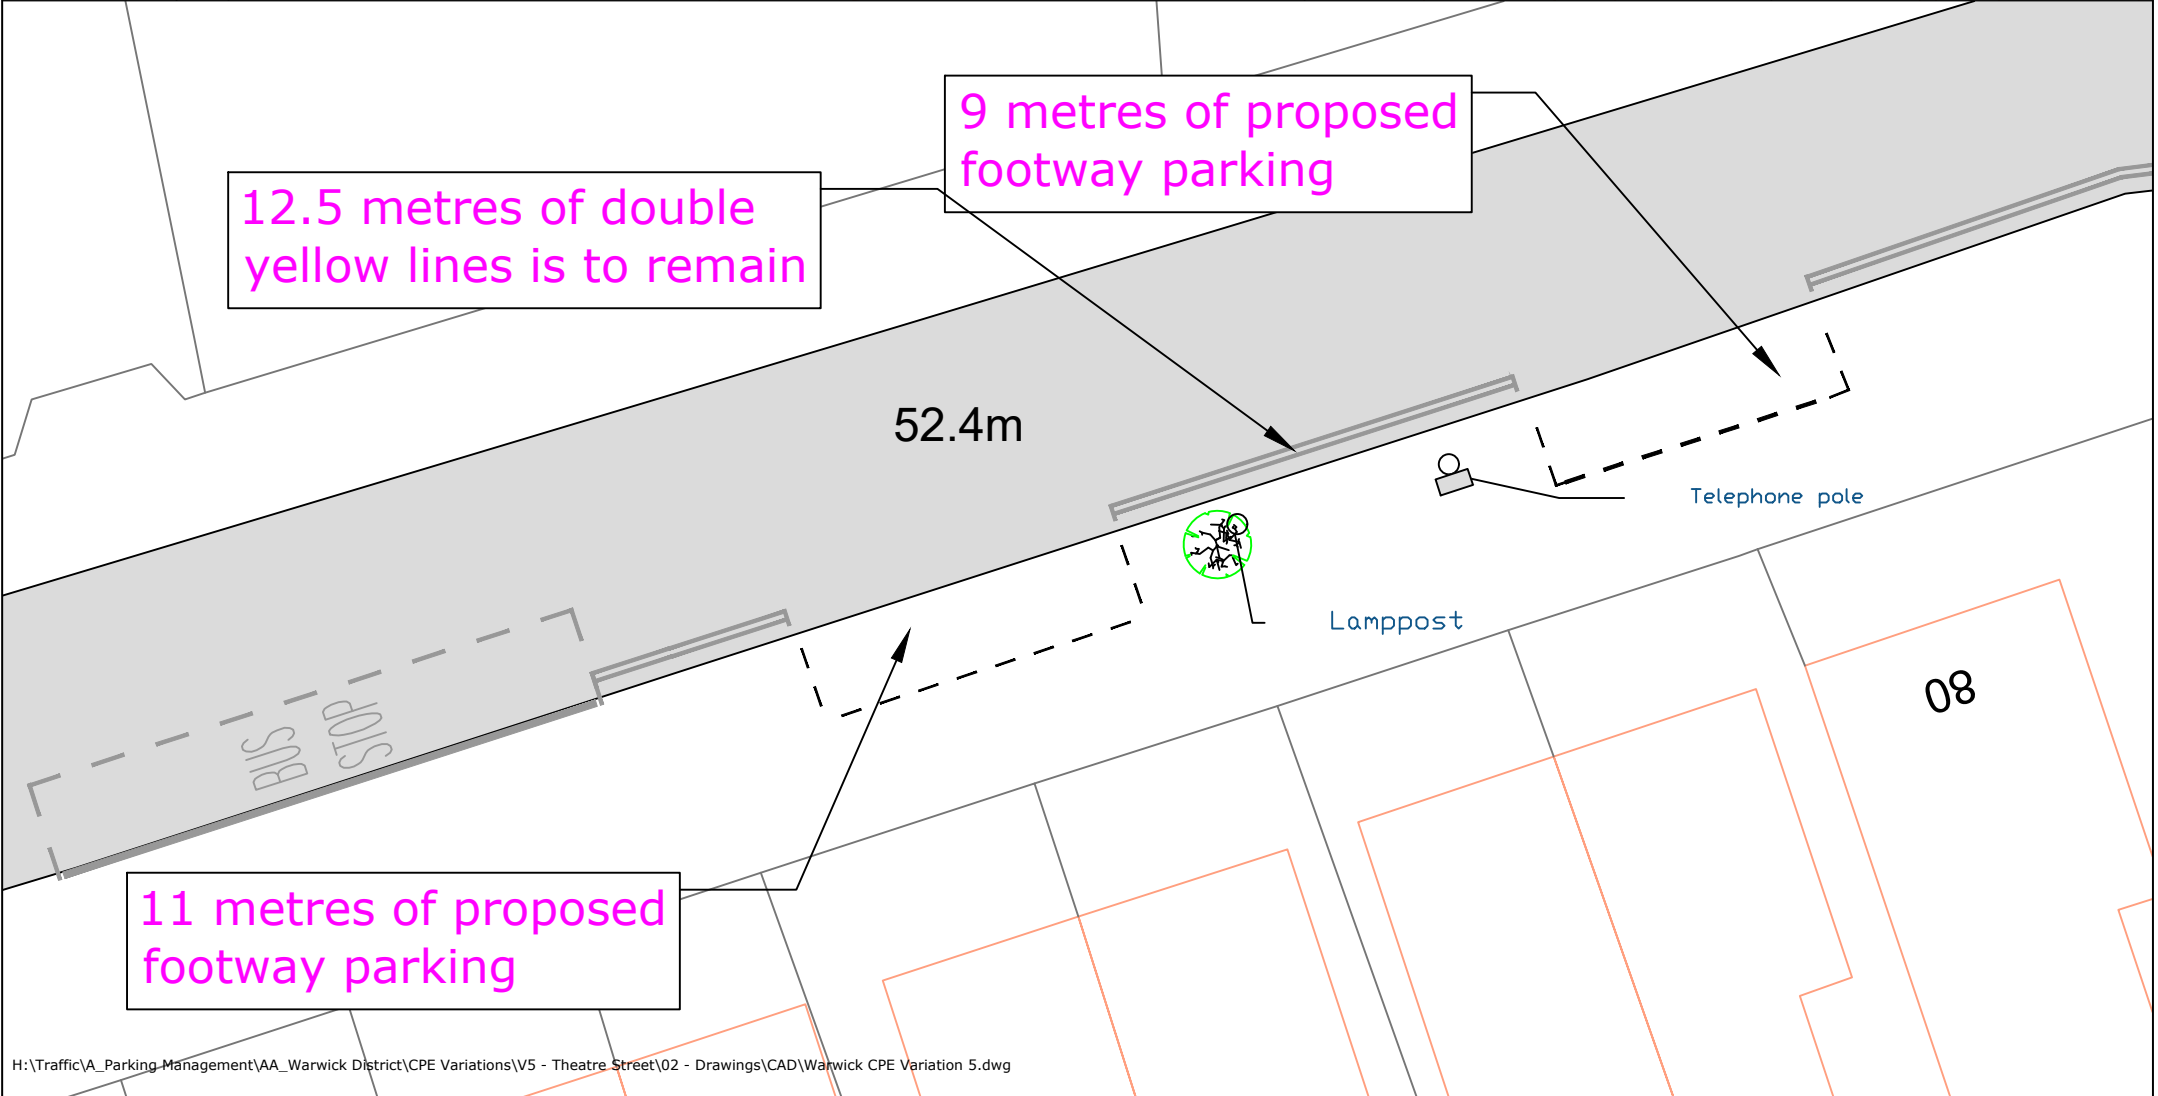 9 metres of proposed
footway parking
12.5 metres of double
yellow lines is to remain
52.4m
Telephone pole
Lamppost
80
BUS
STOP
11 metres of proposed
footway parking
H:\Traffic\A_Parking Management\AA_Warwick District\CPE Variations\V5 - Theatre Street\02 - Drawings\CAD\Warwick CPE Variation 5.dwg